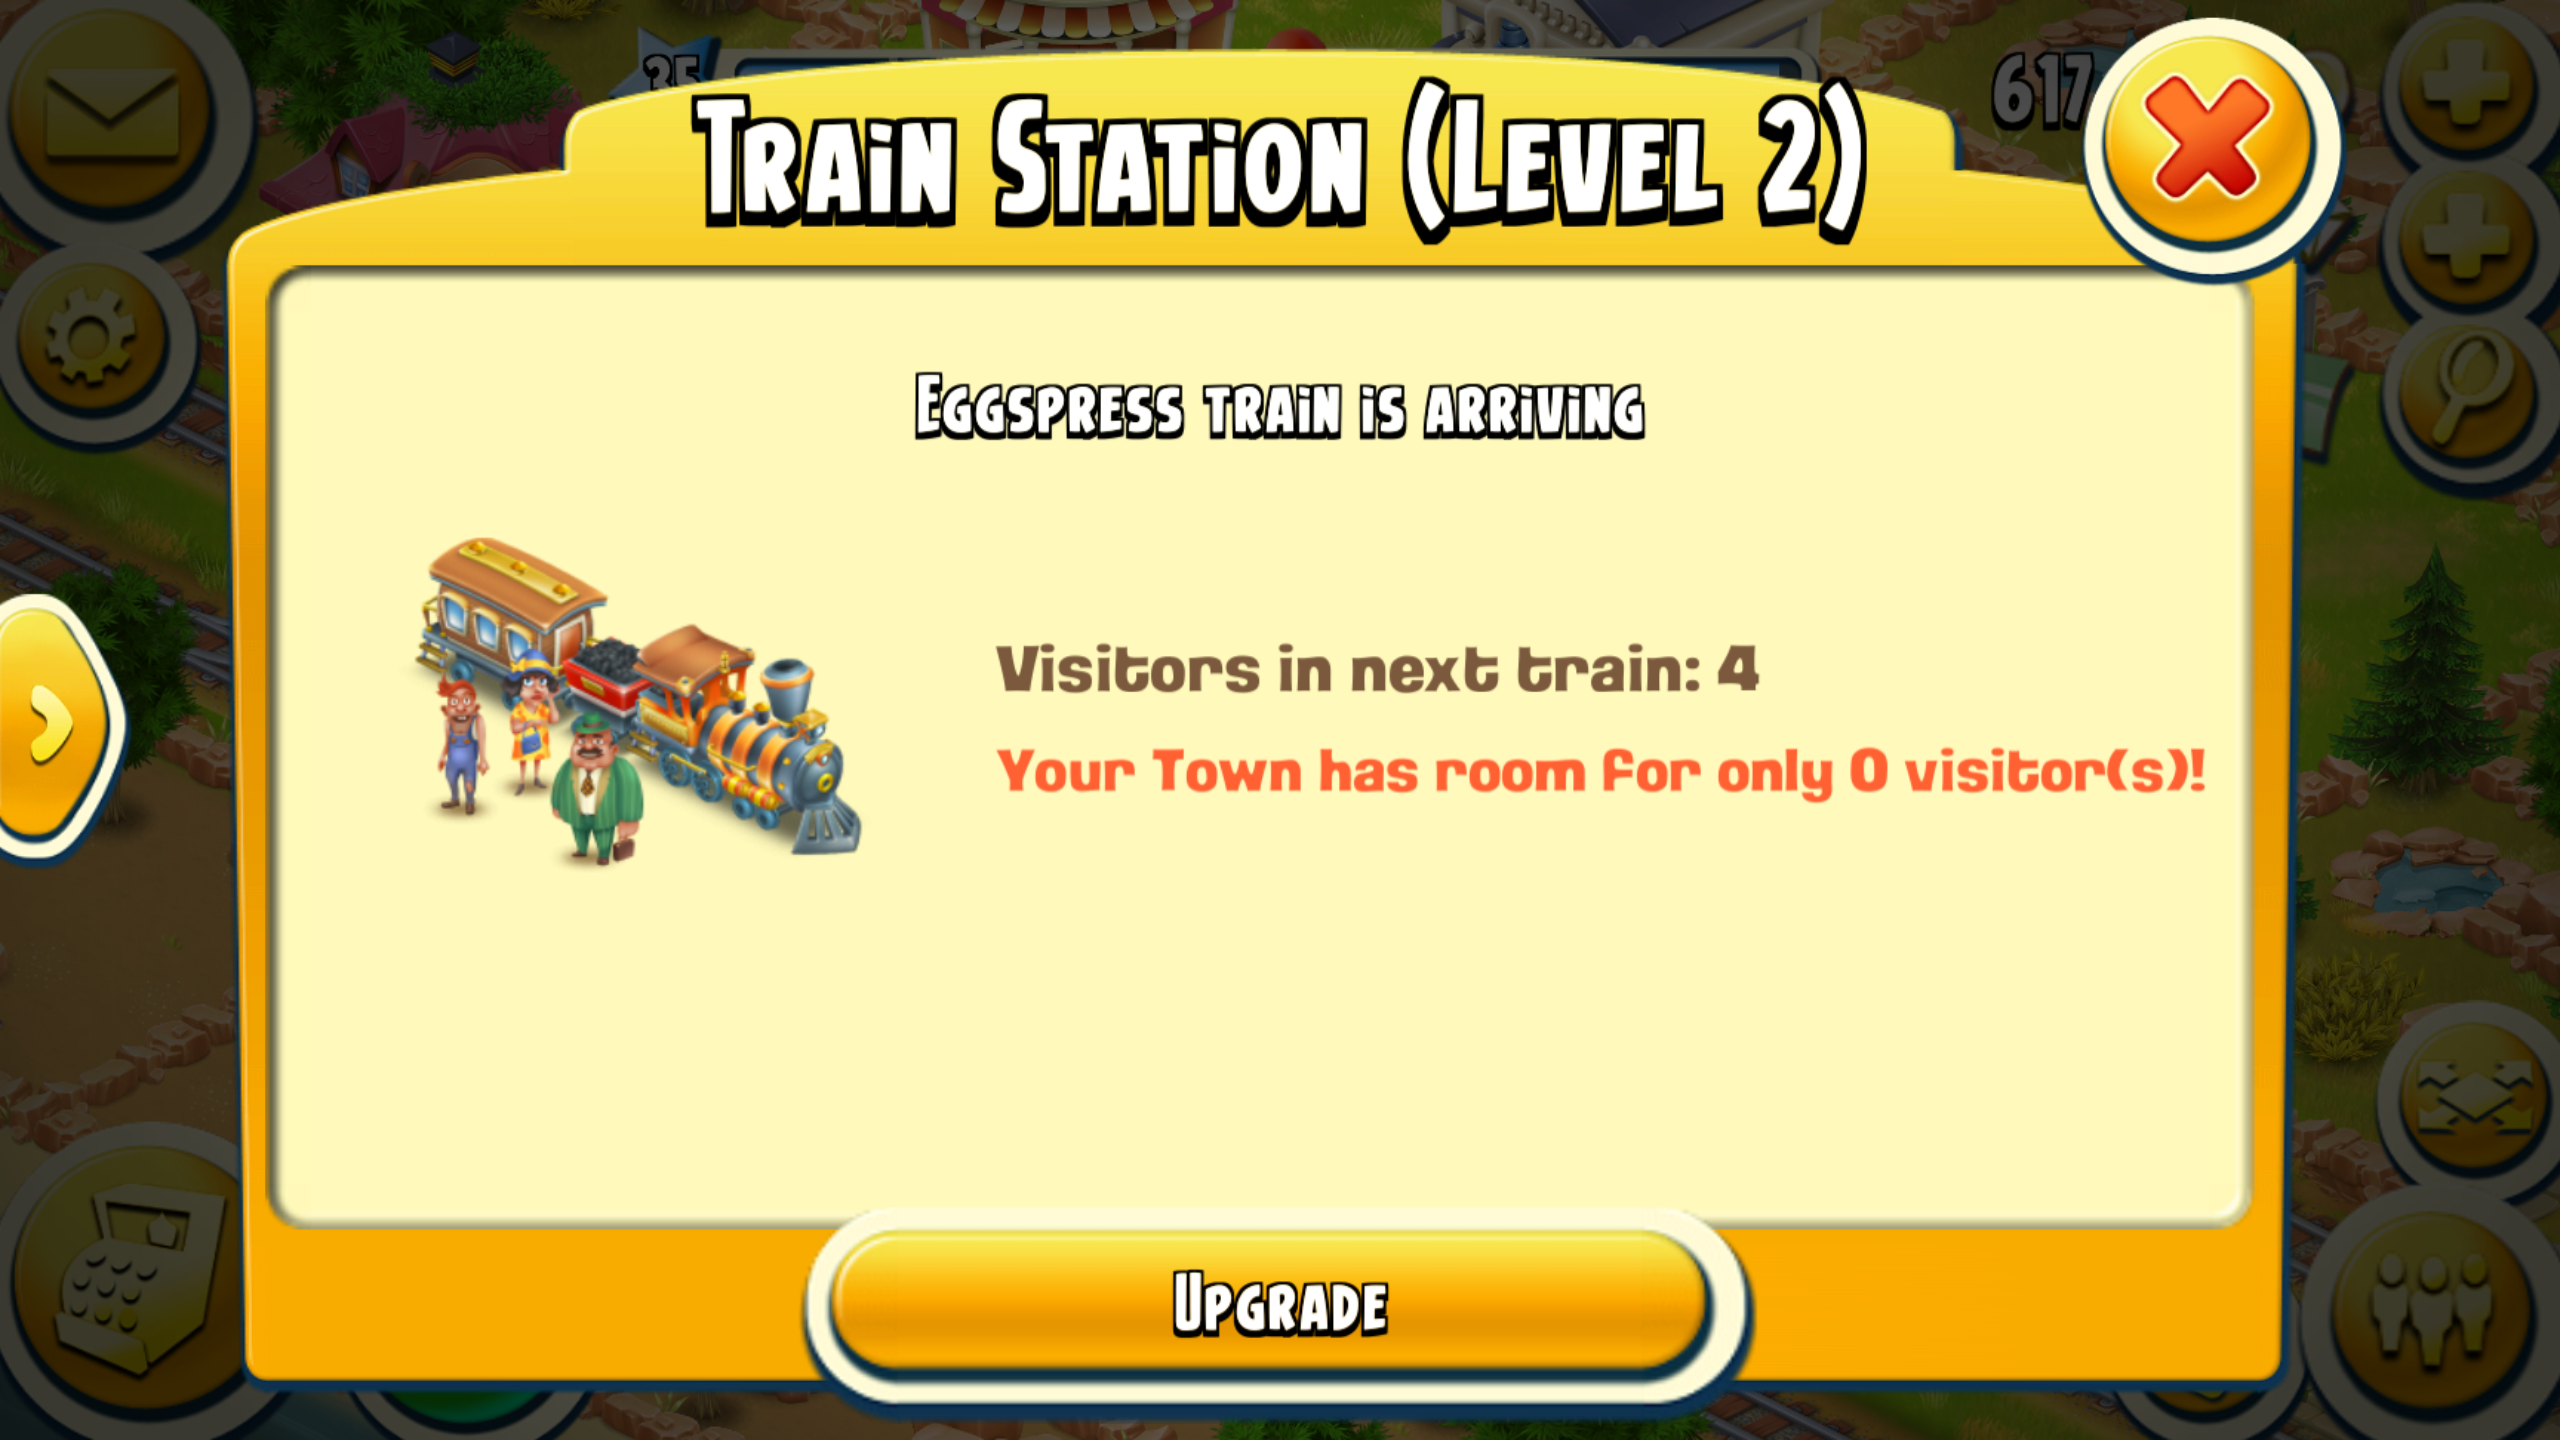 35
617
Train Station (Level 2)
Eggspress train is arriving
Visitors in next train: 4
Your Town has room for only 0 visitor(s)!
Upgrade